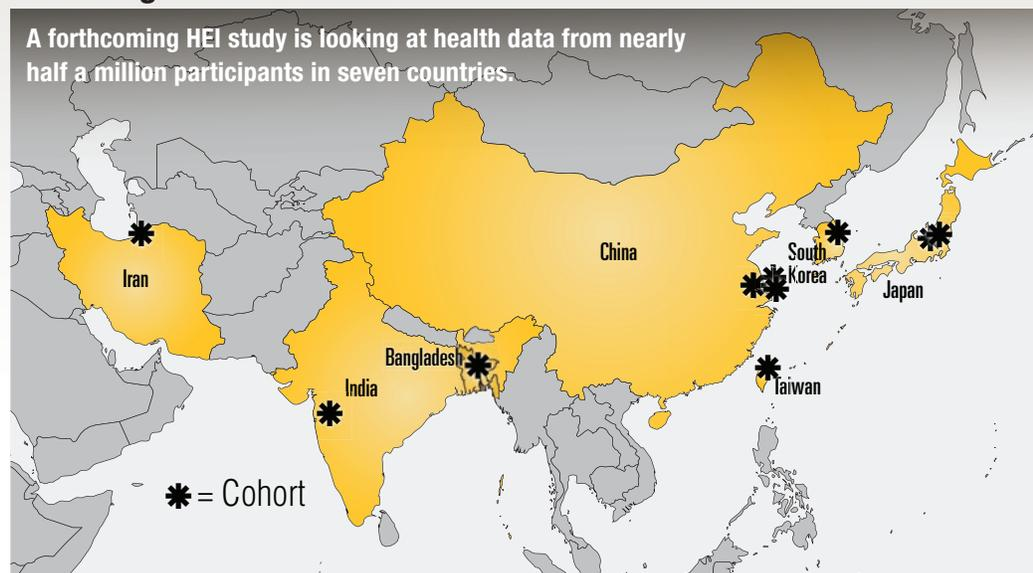 A forthcoming HEI study is looking at health data from nearly
half a million participants in seven countries.
China
South
Korea
Iran
Japan
Bangladesh
India
Taiwan
= Cohort